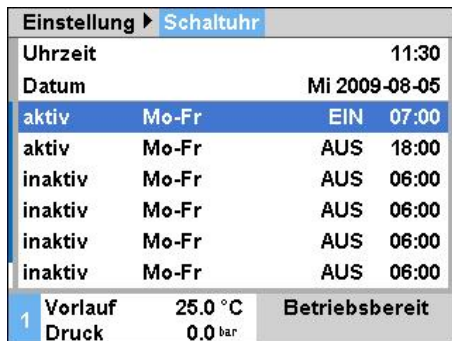 Einstellung ▶ Schaltuhr
Uhrzeit 11:30
Datum Mi 2009-08-05
aktiv Mo-Fr EIN 07:00
aktiv Mo-Fr AUS 18:00
inaktiv Mo-Fr AUS 06:00
inaktiv Mo-Fr AUS 06:00
inaktiv Mo-Fr AUS 06:00
inaktiv Mo-Fr AUS 06:00
1 Vorlauf 25.0 °C Betriebsbereit
Druck 0.0 bar